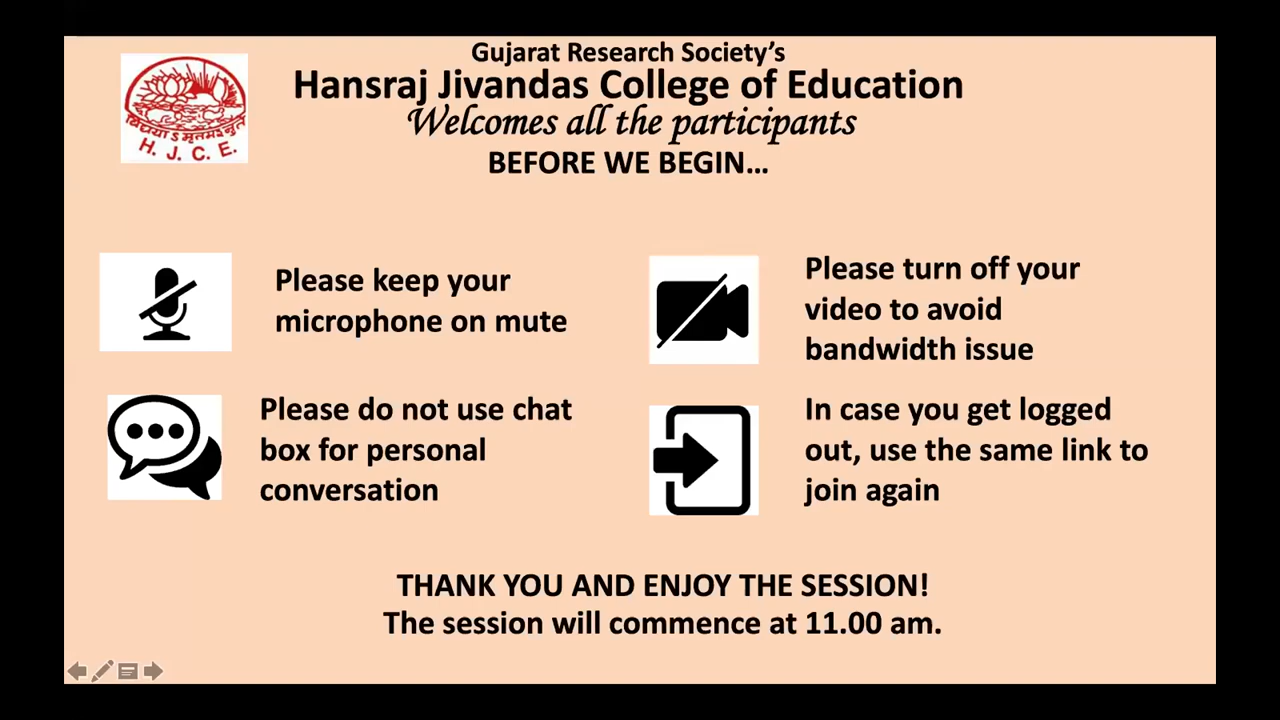 Gujarat Research Society's
Hansraj Jivandas College of Education
Welcomes all the participants
BEFORE WE BEGIN...
H. J. C. E.
Please keep your
microphone on mute
Please turn off your
video to avoid
bandwidth issue
Please do not use chat
box for personal
conversation
In case you get logged
out, use the same link to
join again
THANK YOU AND ENJOY THE SESSION!
The session will commence at 11.00 am.